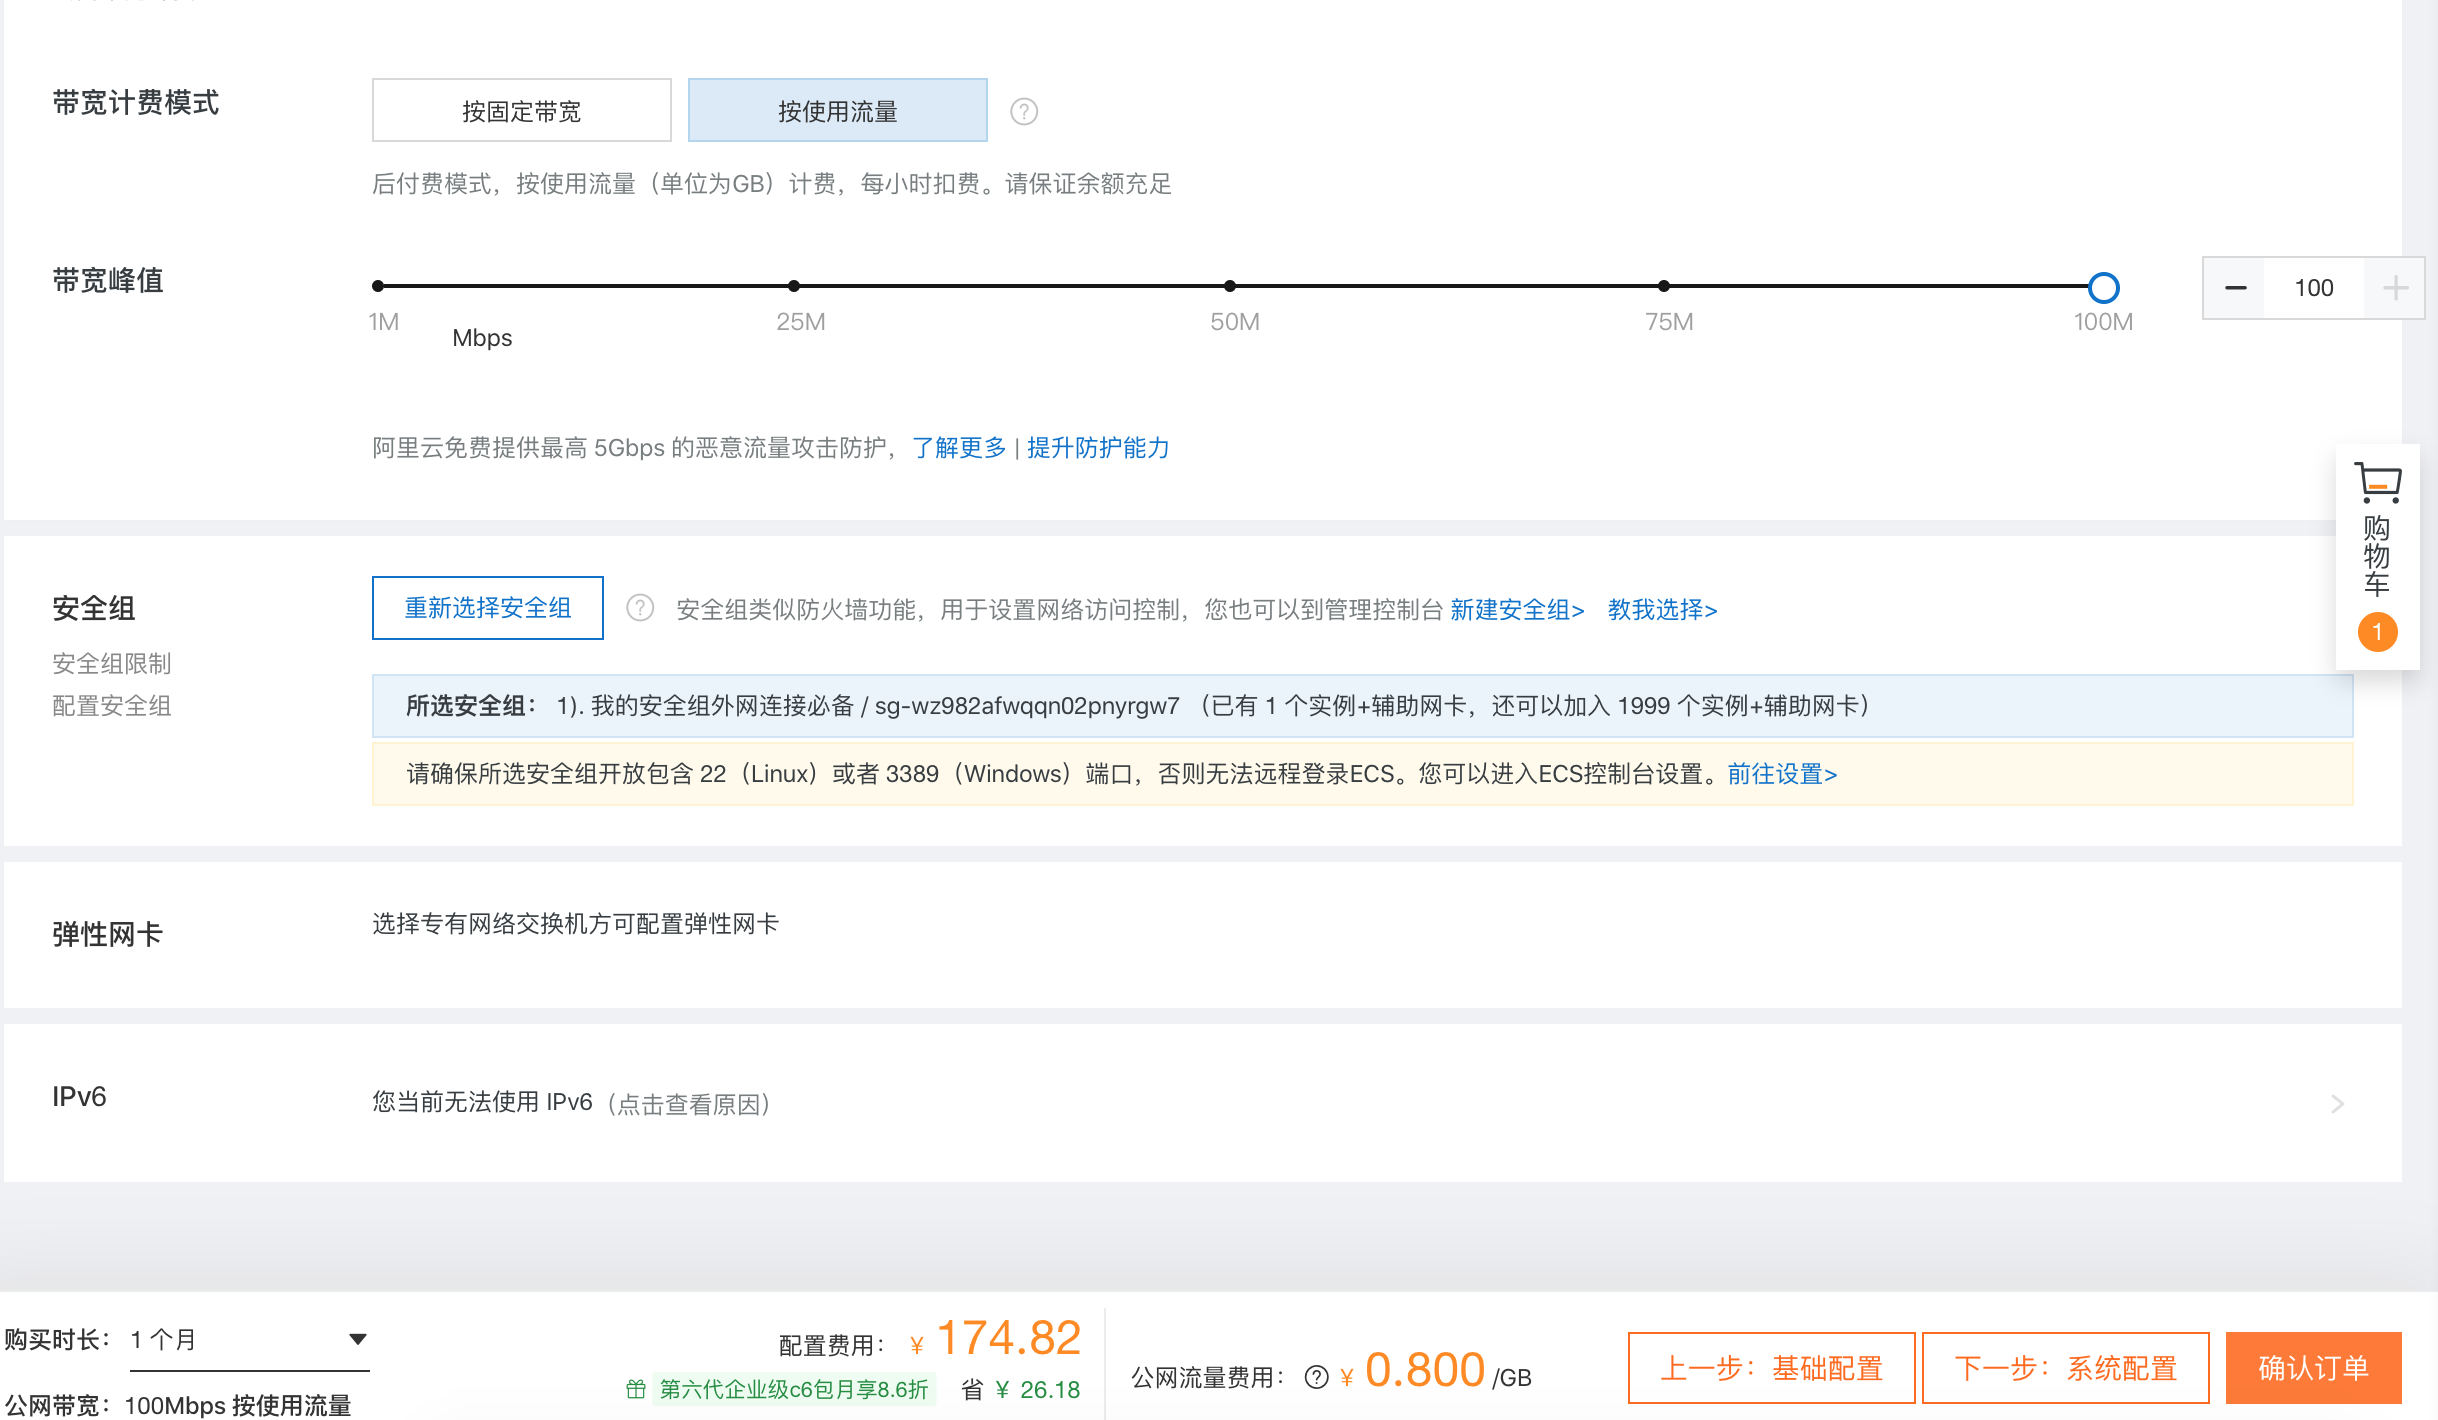 带宽计费模式
按固定带宽
按使用流量
?
后付费模式，按使用流量（单位为GB）计费，每小时扣费。请保证余额充足
带宽峰值
1M
25M
50M
75M
100M
Mbps
100
阿里云免费提供最高 5Gbps 的恶意流量攻击防护，了解更多 | 提升防护能力
购物车
1
安全组
安全组限制
配置安全组
重新选择安全组
? 安全组类似防火墙功能，用于设置网络访问控制，您也可以到管理控制台 新建安全组> 教我选择>
所选安全组： 1). 我的安全组外网连接必备 / sg-wz982afwqqn02pnyrgw7 （已有 1 个实例+辅助网卡，还可以加入 1999 个实例+辅助网卡）
请确保所选安全组开放包含 22（Linux）或者 3389（Windows）端口，否则无法远程登录ECS。您可以进入ECS控制台设置。前往设置>
弹性网卡
选择专有网络交换机方可配置弹性网卡
IPv6
您当前无法使用 IPv6（点击查看原因）
购买时长： 1 个月
公网带宽： 100Mbps 按使用流量
配置费用： ¥ 174.82
第六代企业级c6包月享8.6折 省 ¥ 26.18
公网流量费用： ? ¥ 0.800 /GB
上一步：基础配置
下一步：系统配置
确认订单